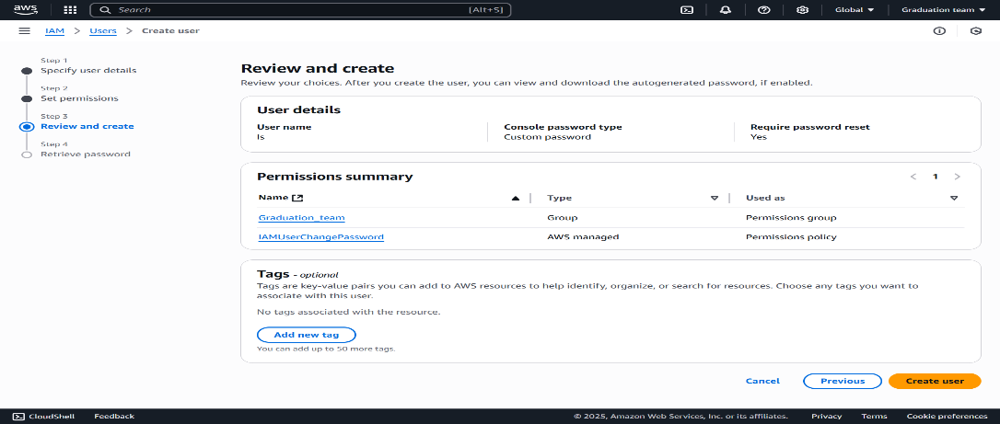 aws
Search [Alt+S]
Global
Graduation team
IAM > Users > Create user
Step 1
Specify user details
Step 2
Set permissions
Step 3
Review and create
Step 4
Retrieve password
Review and create
Review your choices. After you create the user, you can view and download the autogenerated password, if enabled.
User details
User name Console password type Require password reset
Is Custom password Yes
Permissions summary
< 1 >
Name Type Used as
Graduation_team Group Permissions group
IAMUserChangePassword AWS managed Permissions policy
Tags - optional
Tags are key-value pairs you can add to AWS resources to help identify, organize, or search for resources. Choose any tags you want to
associate with this user.
No tags associated with the resource.
Add new tag
You can add up to 50 more tags.
Cancel Previous Create user
CloudShell Feedback © 2025, Amazon Web Services, Inc. or its affiliates. Privacy Terms Cookie preferences